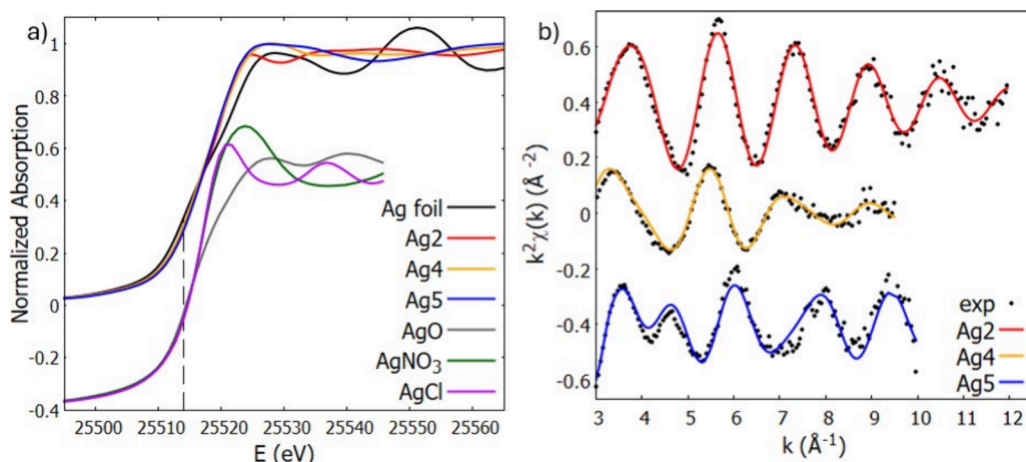 a)
Normalized Absorption
1
0.8
0.6
0.4
0.2
0
-0.2
-0.4
Ag foil
Ag2
Ag4
Ag5
AgO
AgNO₃
AgCl
25500 25510 25520 25530 25540 25550 25560
E (eV)
b)
k²χ(k) (Å⁻²)
0.6
0.4
0.2
0
-0.2
-0.4
-0.6
exp
Ag2
Ag4
Ag5
3 4 5 6 7 8 9 10 11 12
k (Å⁻¹)